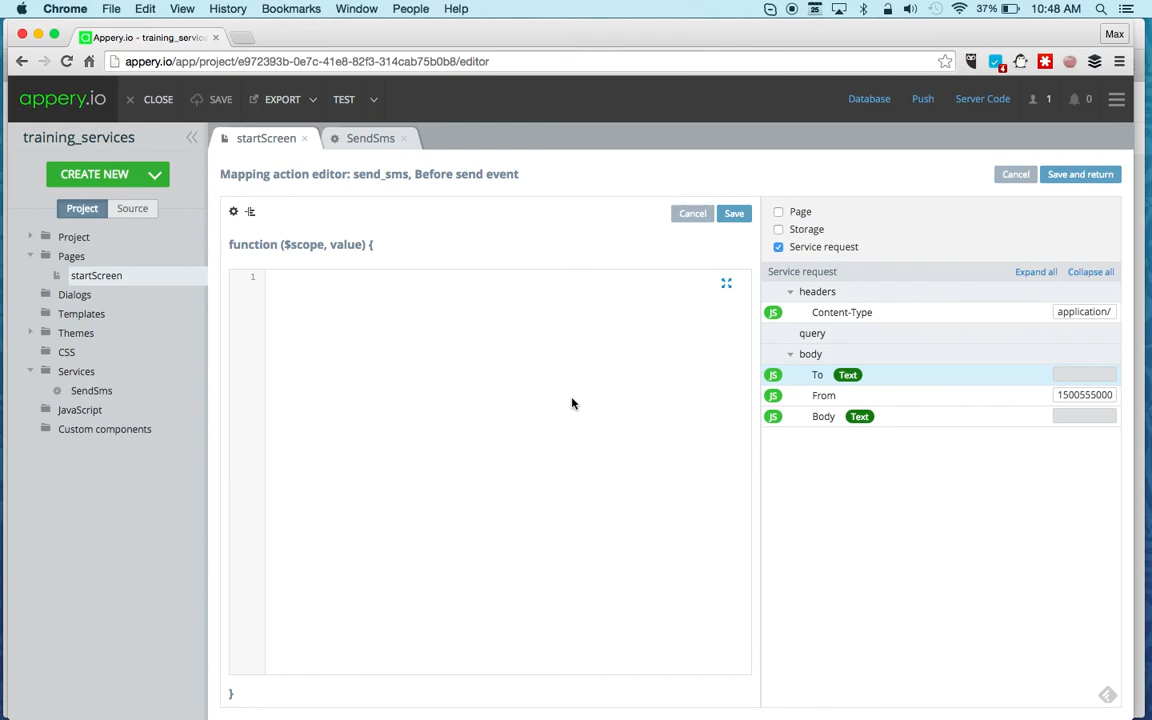 Chrome File Edit View History Bookmarks Window People Help 25 37% 10:48 AM
Appery.io - training_service × Max
appery.io/app/project/e972393b-0e7c-41e8-82f3-314cab75b0b8/editor 4
appery.io × CLOSE SAVE EXPORT TEST Database Push Server Code 1 0
training_services
startScreen × SendSms ×
CREATE NEW
Mapping action editor: send_sms, Before send event Cancel Save and return
Project Source
Cancel Save
Page
Storage
Service request
function ($scope, value) {
1
}
Project
Pages
startScreen
Dialogs
Templates
Themes
CSS
Services
SendSms
JavaScript
Custom components
Service request Expand all Collapse all
headers
JS Content-Type application/
query
body
JS To Text
JS From 1500555000
JS Body Text